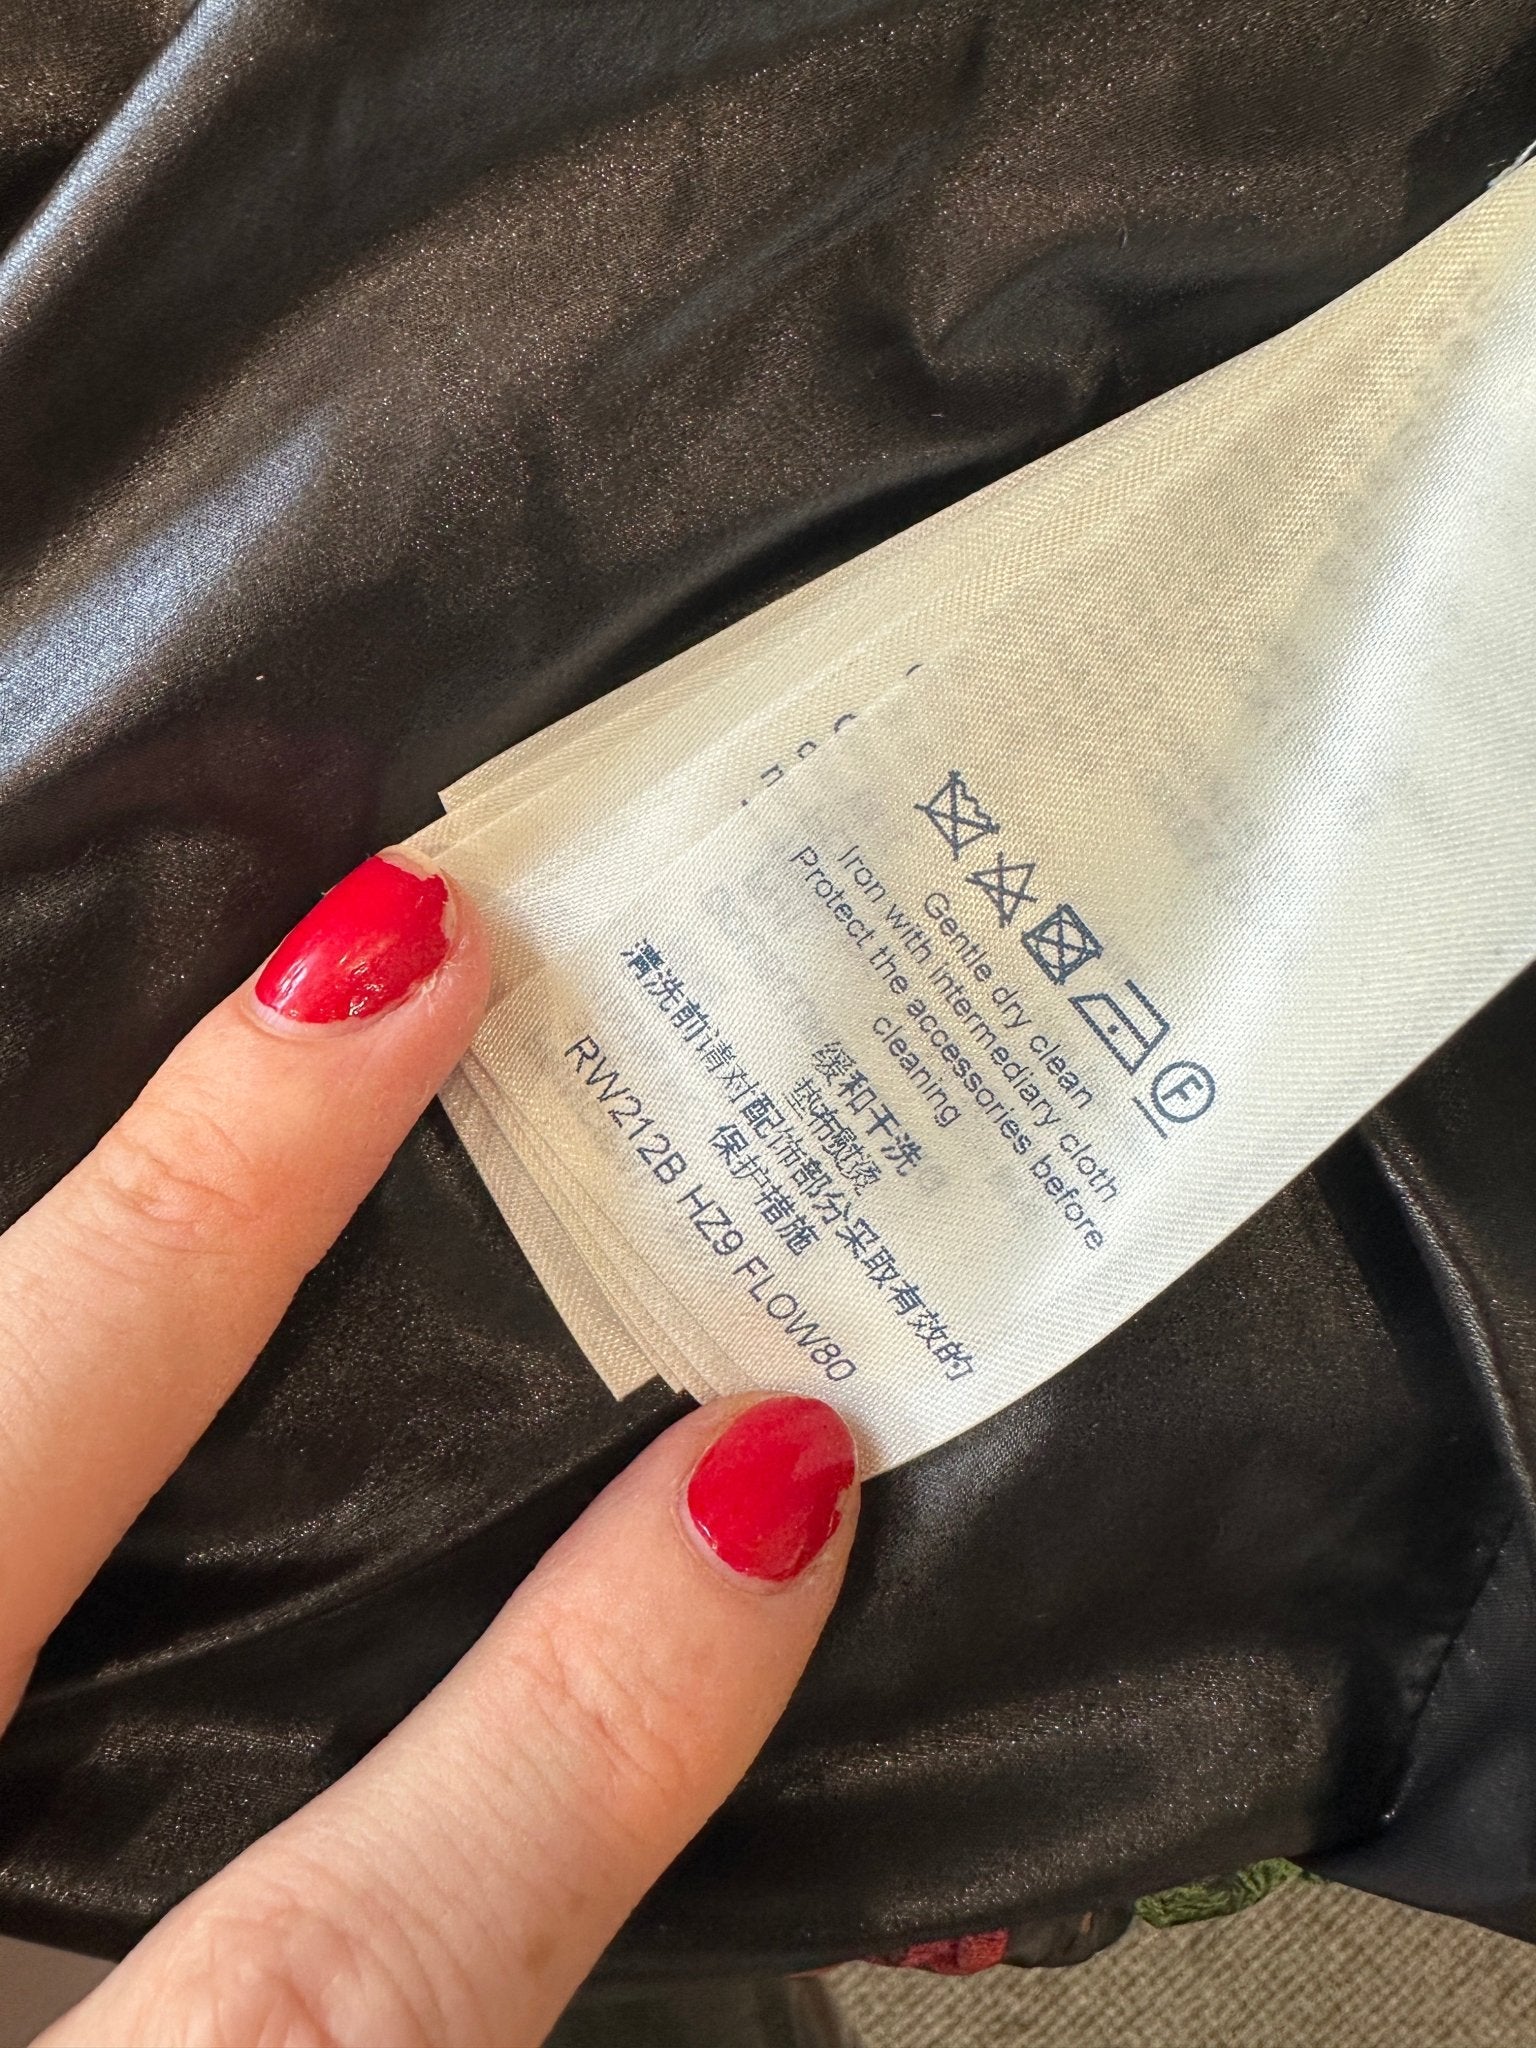 F
Gentle dry clean
Iron with intermediary cloth
Protect the accessories before
cleaning
缓和干洗
垫布熨烫
清洗前请对配饰部分采取有效的
保护措施
RW212B HZ9 FLOW80